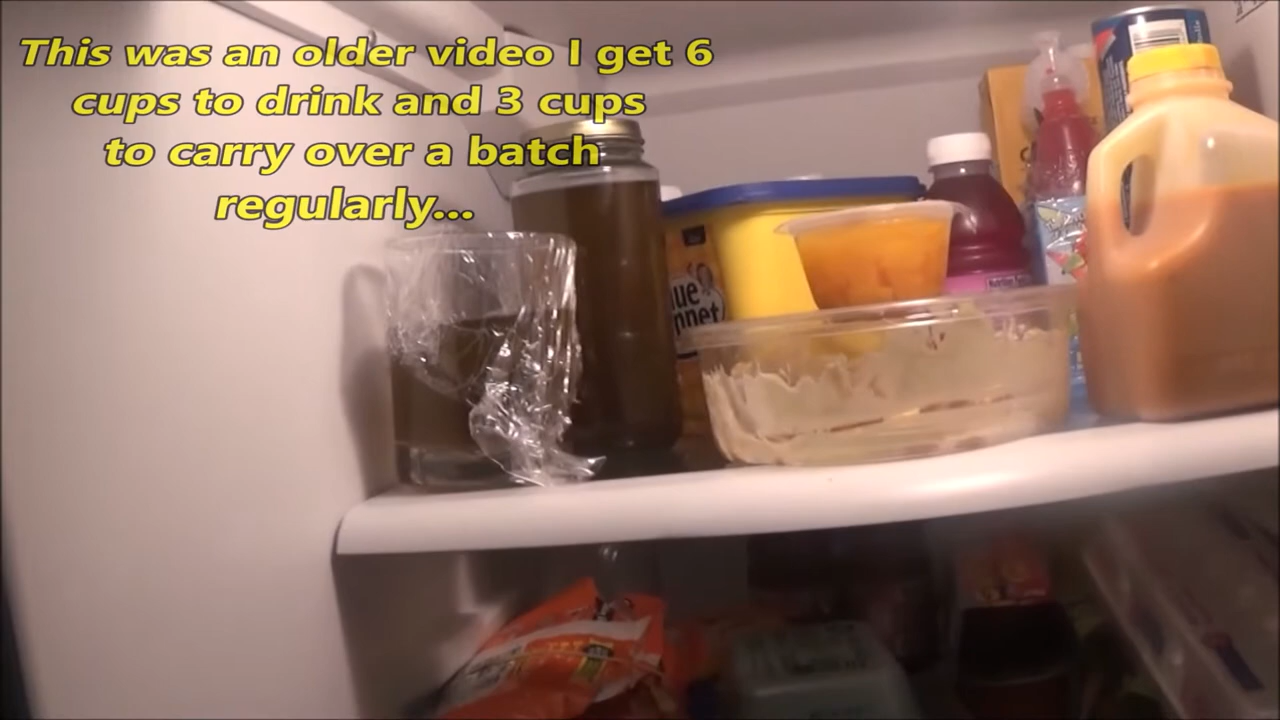 This was an older video I get 6
cups to drink and 3 cups
to carry over a batch
regularly...